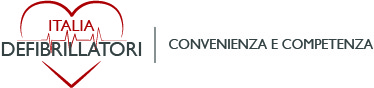 ITALIA
DEFIBRILLATORI
CONVENIENZA E COMPETENZA